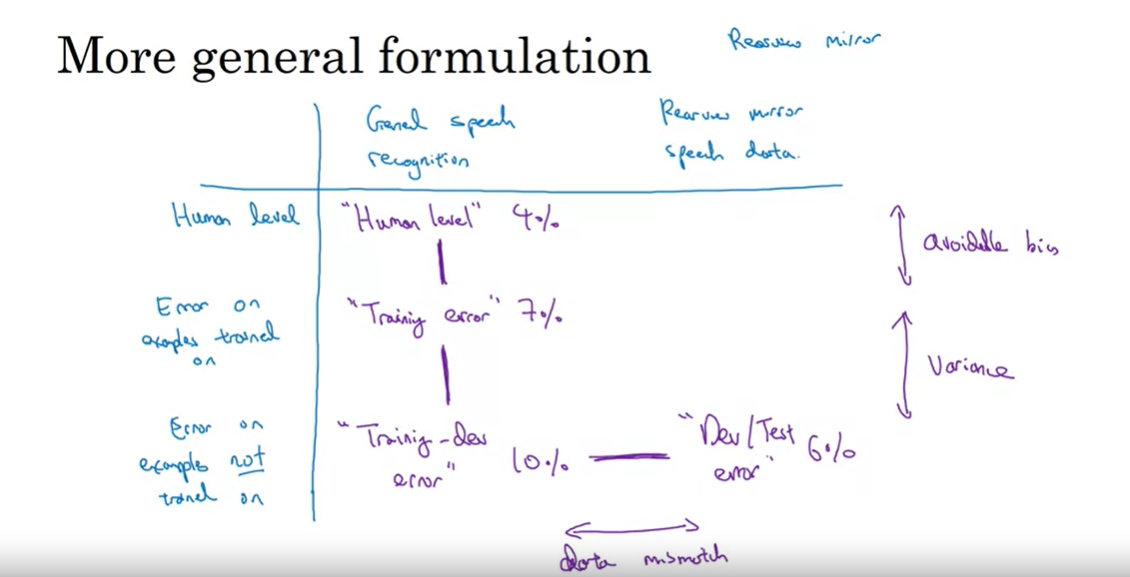 More general formulation
Rearview mirror
General speech
recognition
Rearview mirror
speech data.
Human level
"Human level" 4%
avoidable bias
Error on
examples trained
on
"Training error" 7%
Variance
Error on
examples not
trained on
"Training-dev
error" 10%
"Dev/Test
error" 6%
data mismatch